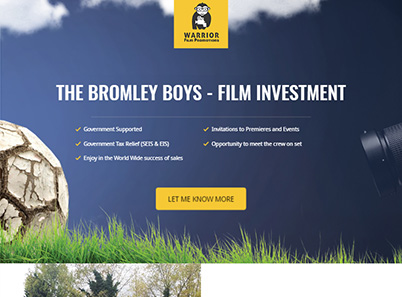 WARRIOR
FILM PROMOTIONS
THE BROMLEY BOYS - FILM INVESTMENT
Government Supported
Government Tax Relief (SEIS & EIS)
Enjoy in the World Wide success of sales
Invitations to Premieres and Events
Opportunity to meet the crew on set
LET ME KNOW MORE